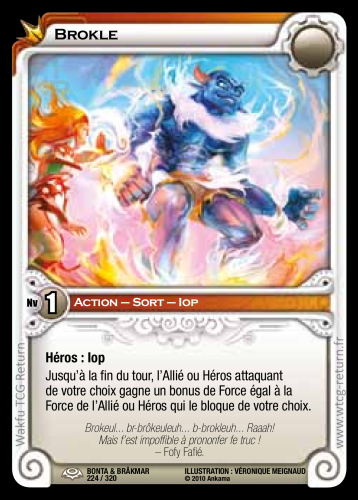 BROKLE
Nv 1 ACTION – SORT – IOP
Héros : Iop
Jusqu'à la fin du tour, l'Allié ou Héros attaquant
de votre choix gagne un bonus de Force égal à la
Force de l'Allié ou Héros qui le bloque de votre choix.
Brokeul... br-brôkeuleuh... b-brokleuh... Raaah!
Mais f'est impoffible à prononfer fe truc !
– Fofy Fafié.
BONTA & BRÂKMAR
224 / 320
ILLUSTRATION : VÉRONIQUE MEIGNAUD
© 2010 Ankama
Wakfu TCG Return
www.wtcg-return.fr